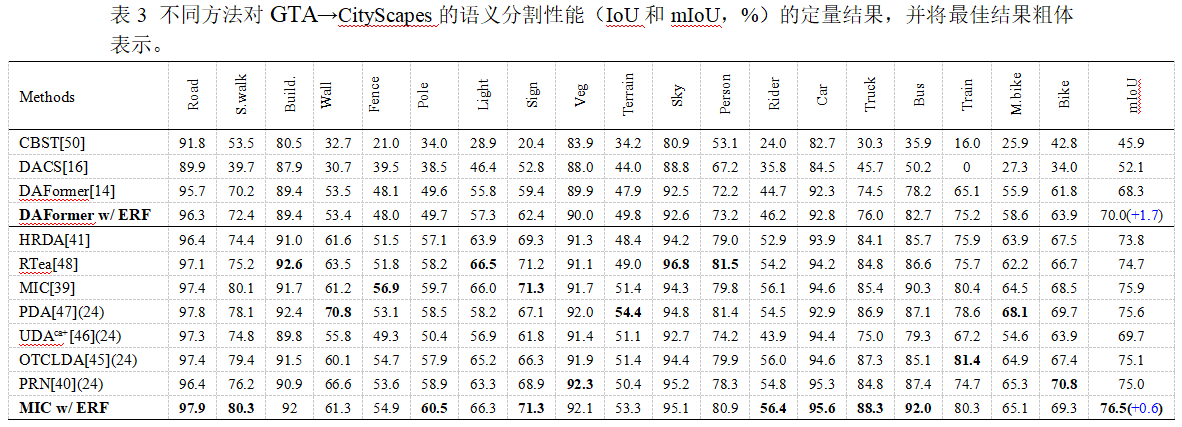 表 3 不同方法对 GTA→CityScapes 的语义分割性能（IoU 和 mIoU，%）的定量结果，并将最佳结果粗体
表示。
Methods Road S.walk Build. Wall Fence Pole Light Sign Veg Terrain Sky Person Rider Car Truck Bus Train M.bike Bike mIoU
CBST[50] 91.8 53.5 80.5 32.7 21.0 34.0 28.9 20.4 83.9 34.2 80.9 53.1 24.0 82.7 30.3 35.9 16.0 25.9 42.8 45.9
DACS[16] 89.9 39.7 87.9 30.7 39.5 38.5 46.4 52.8 88.0 44.0 88.8 67.2 35.8 84.5 45.7 50.2 0 27.3 34.0 52.1
DAFormer[14] 95.7 70.2 89.4 53.5 48.1 49.6 55.8 59.4 89.9 47.9 92.5 72.2 44.7 92.3 74.5 78.2 65.1 55.9 61.8 68.3
DAFormer w/ ERF 96.3 72.4 89.4 53.4 48.0 49.7 57.3 62.4 90.0 49.8 92.6 73.2 46.2 92.8 76.0 82.7 75.2 58.6 63.9 70.0(+1.7)
HRDA[41] 96.4 74.4 91.0 61.6 51.5 57.1 63.9 69.3 91.3 48.4 94.2 79.0 52.9 93.9 84.1 85.7 75.9 63.9 67.5 73.8
RTea[48] 97.1 75.2 92.6 63.5 51.8 58.2 66.5 71.2 91.1 49.0 96.8 81.5 54.2 94.2 84.8 86.6 75.7 62.2 66.7 74.7
MIC[39] 97.4 80.1 91.7 61.2 56.9 59.7 66.0 71.3 91.7 51.4 94.3 79.8 56.1 94.6 85.4 90.3 80.4 64.5 68.5 75.9
PDA[47](24) 97.8 78.1 92.4 70.8 53.1 58.5 58.2 67.1 92.0 54.4 94.8 81.4 54.5 92.9 86.9 87.1 78.6 68.1 69.7 75.6
UDAca+[46](24) 97.3 74.8 89.8 55.8 49.3 50.4 56.9 61.8 91.4 51.1 92.7 74.2 43.9 94.4 75.0 79.3 67.2 54.6 63.9 69.7
OTCLDA[45](24) 97.4 79.4 91.5 60.1 54.7 57.9 65.2 66.3 91.9 51.4 94.4 79.9 56.0 94.6 87.3 85.1 81.4 64.9 67.4 75.1
PRN[40](24) 96.4 76.2 90.9 66.6 53.6 58.9 63.3 68.9 92.3 50.4 95.2 78.3 54.8 95.3 84.8 87.4 74.7 65.3 70.8 75.0
MIC w/ ERF 97.9 80.3 92 61.3 54.9 60.5 66.3 71.3 92.1 53.3 95.1 80.9 56.4 95.6 88.3 92.0 80.3 65.1 69.3 76.5(+0.6)